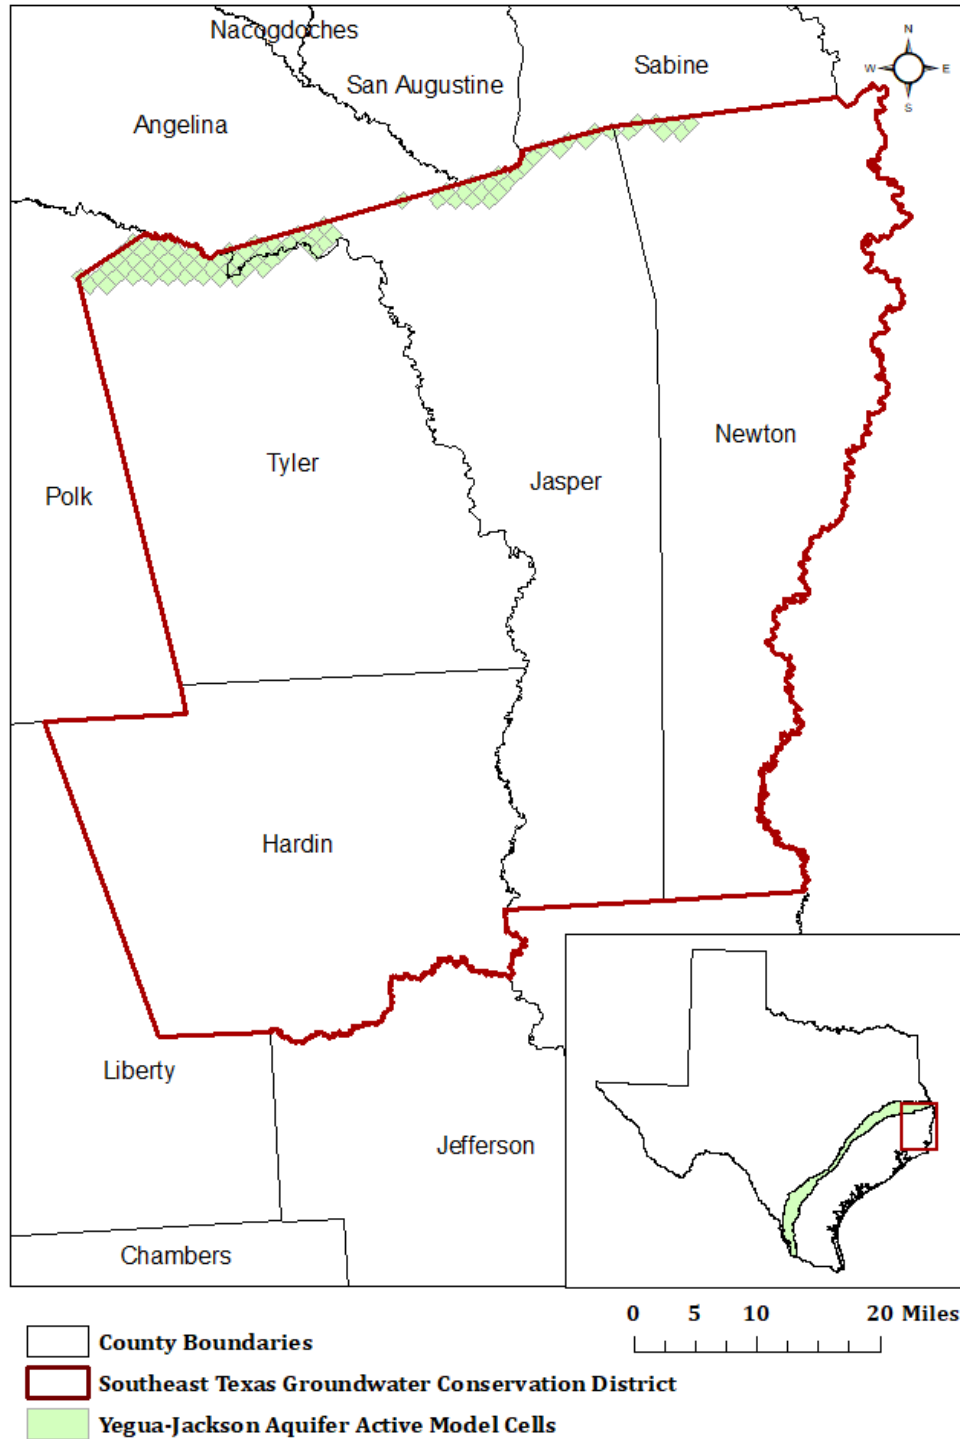 Nacogdoches
Sabine
San Augustine
Angelina
N
W E
S
Newton
Tyler
Jasper
Polk
Hardin
Liberty
Jefferson
Chambers
0 5 10 20 Miles
County Boundaries
Southeast Texas Groundwater Conservation District
Yegua-Jackson Aquifer Active Model Cells